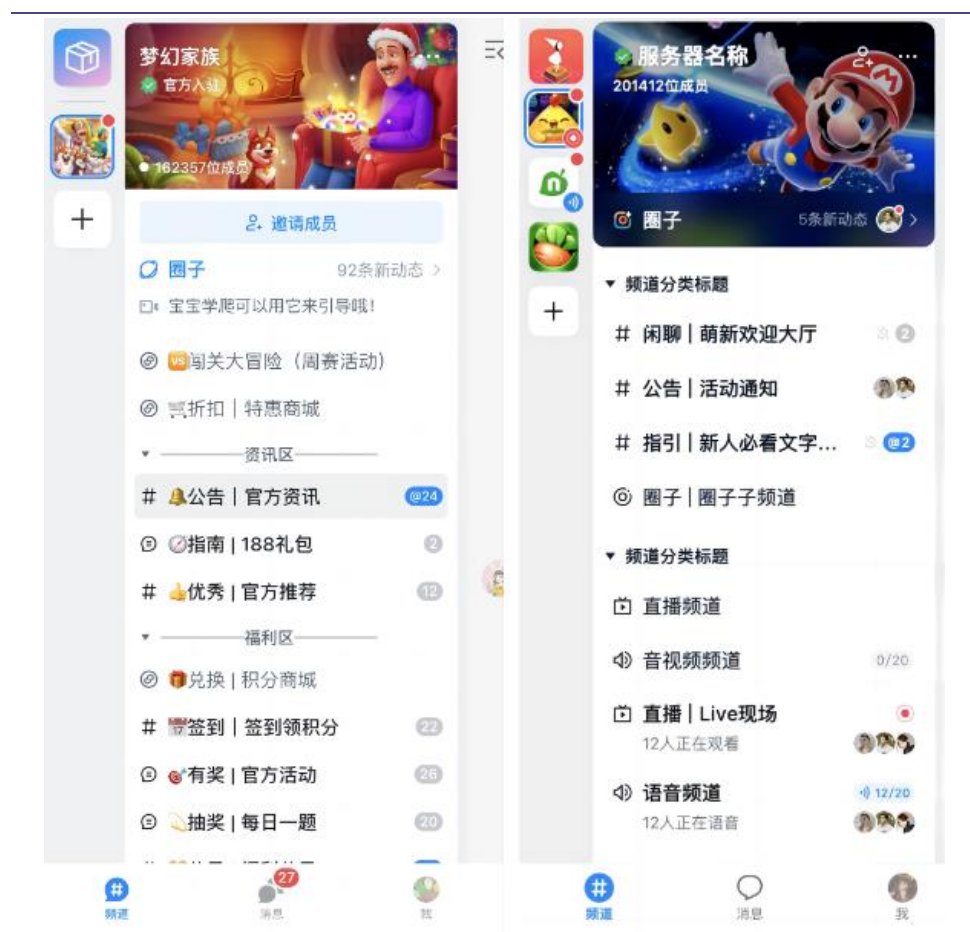 梦幻家族
官方入驻
162357位成员
邀请成员
圈子 92条新动态 >
宝宝学爬可以用它来引导哦!
🆚闯关大冒险（周赛活动）
🛒折扣｜特惠商城
资讯区
# 🔔公告｜官方资讯 @24
🧭指南 | 188礼包 2
# 👍优秀 | 官方推荐 12
福利区
🎁兑换 | 积分商城
# 📅签到｜签到领积分 22
🎯有奖 | 官方活动 26
💫抽奖 | 每日一题 20
频道
27
消息
我
服务器名称
201412位成员
圈子 5条新动态 >
频道分类标题
# 闲聊 | 萌新欢迎大厅 2
# 公告 | 活动通知
# 指引 | 新人必看文字... @2
圈子 | 圈子子频道
频道分类标题
直播频道
音视频频道 0/20
直播 | Live现场
12人正在观看
语音频道 12/20
12人正在语音
频道
消息
我